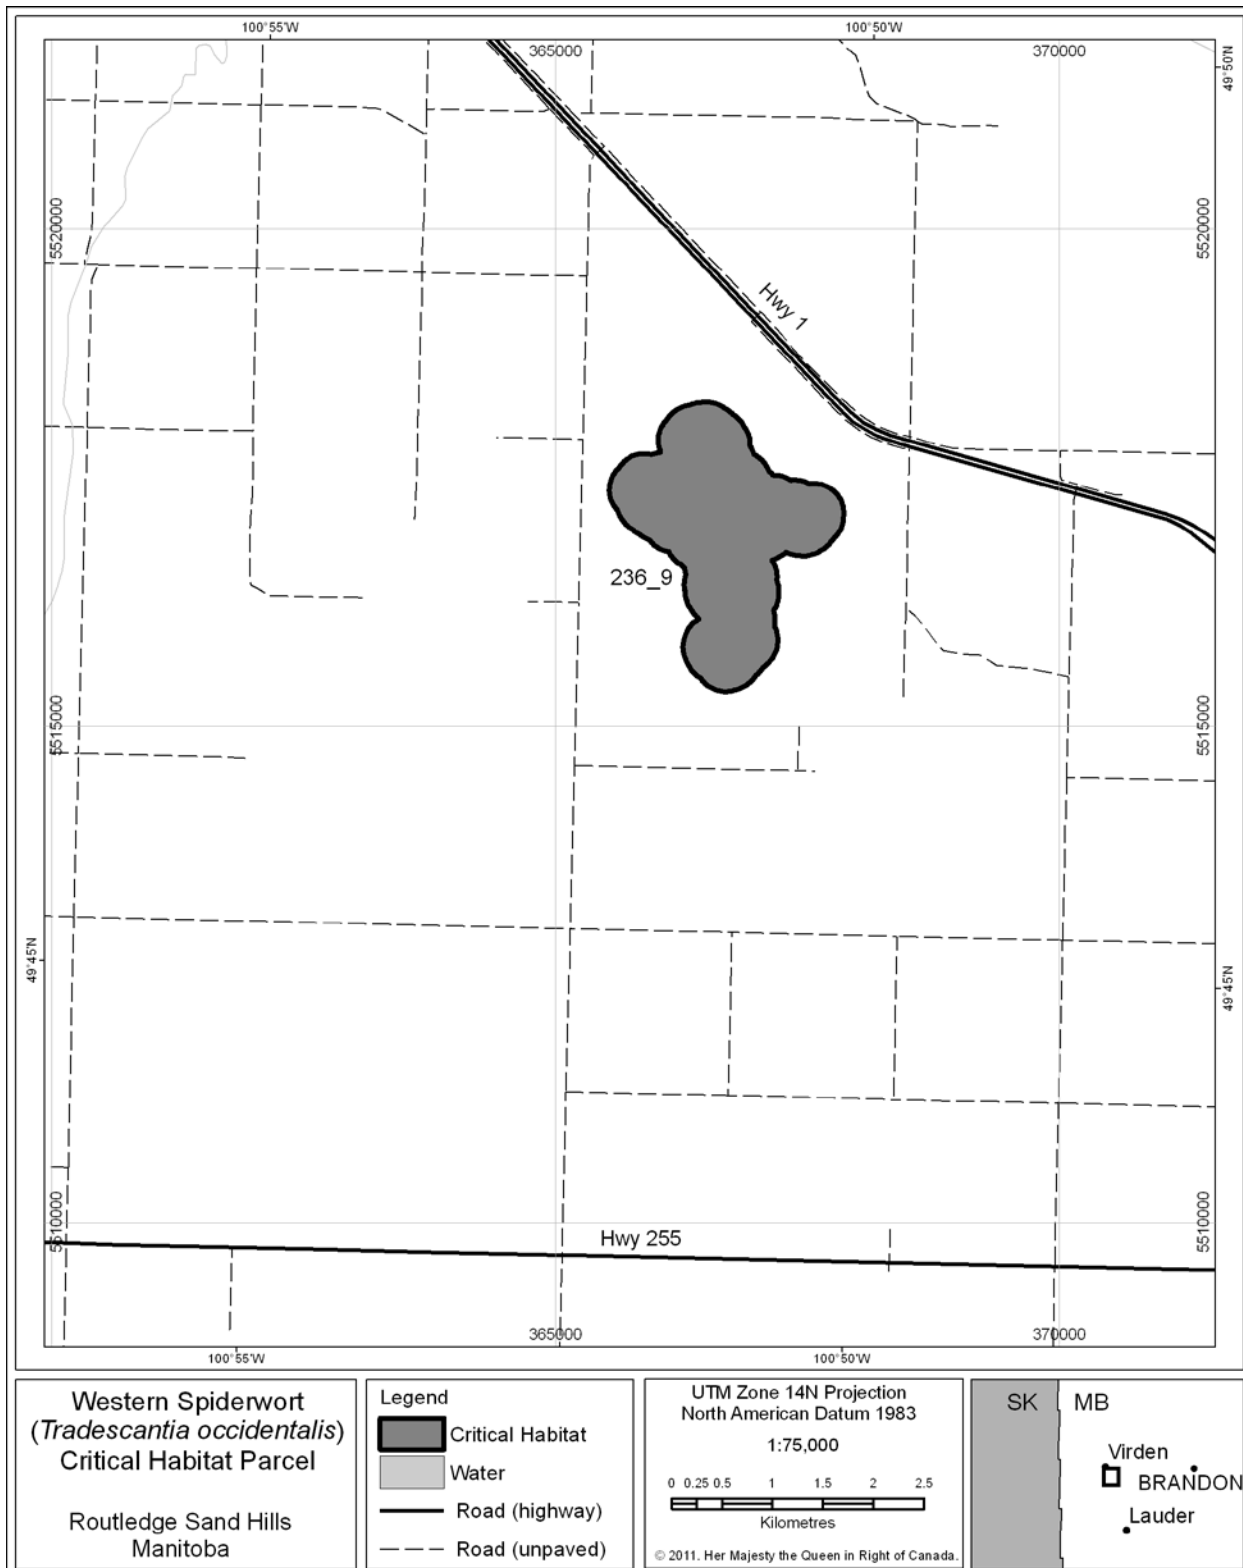 100°55'W
100°50'W
365000
370000
49°50'N
49°50'N
5520000
5520000
Hwy 1
236_9
5515000
5515000
49°45'N
49°45'N
5510000
5510000
Hwy 255
365000
370000
100°55'W
100°50'W
Western Spiderwort
(Tradescantia occidentalis)
Critical Habitat Parcel
Routledge Sand Hills
Manitoba
Legend
Critical Habitat
Water
Road (highway)
Road (unpaved)
UTM Zone 14N Projection
North American Datum 1983
1:75,000
0 0.25 0.5 1 1.5 2 2.5
Kilometres
© 2011. Her Majesty the Queen in Right of Canada.
SK MB
Virden
BRANDON
Lauder